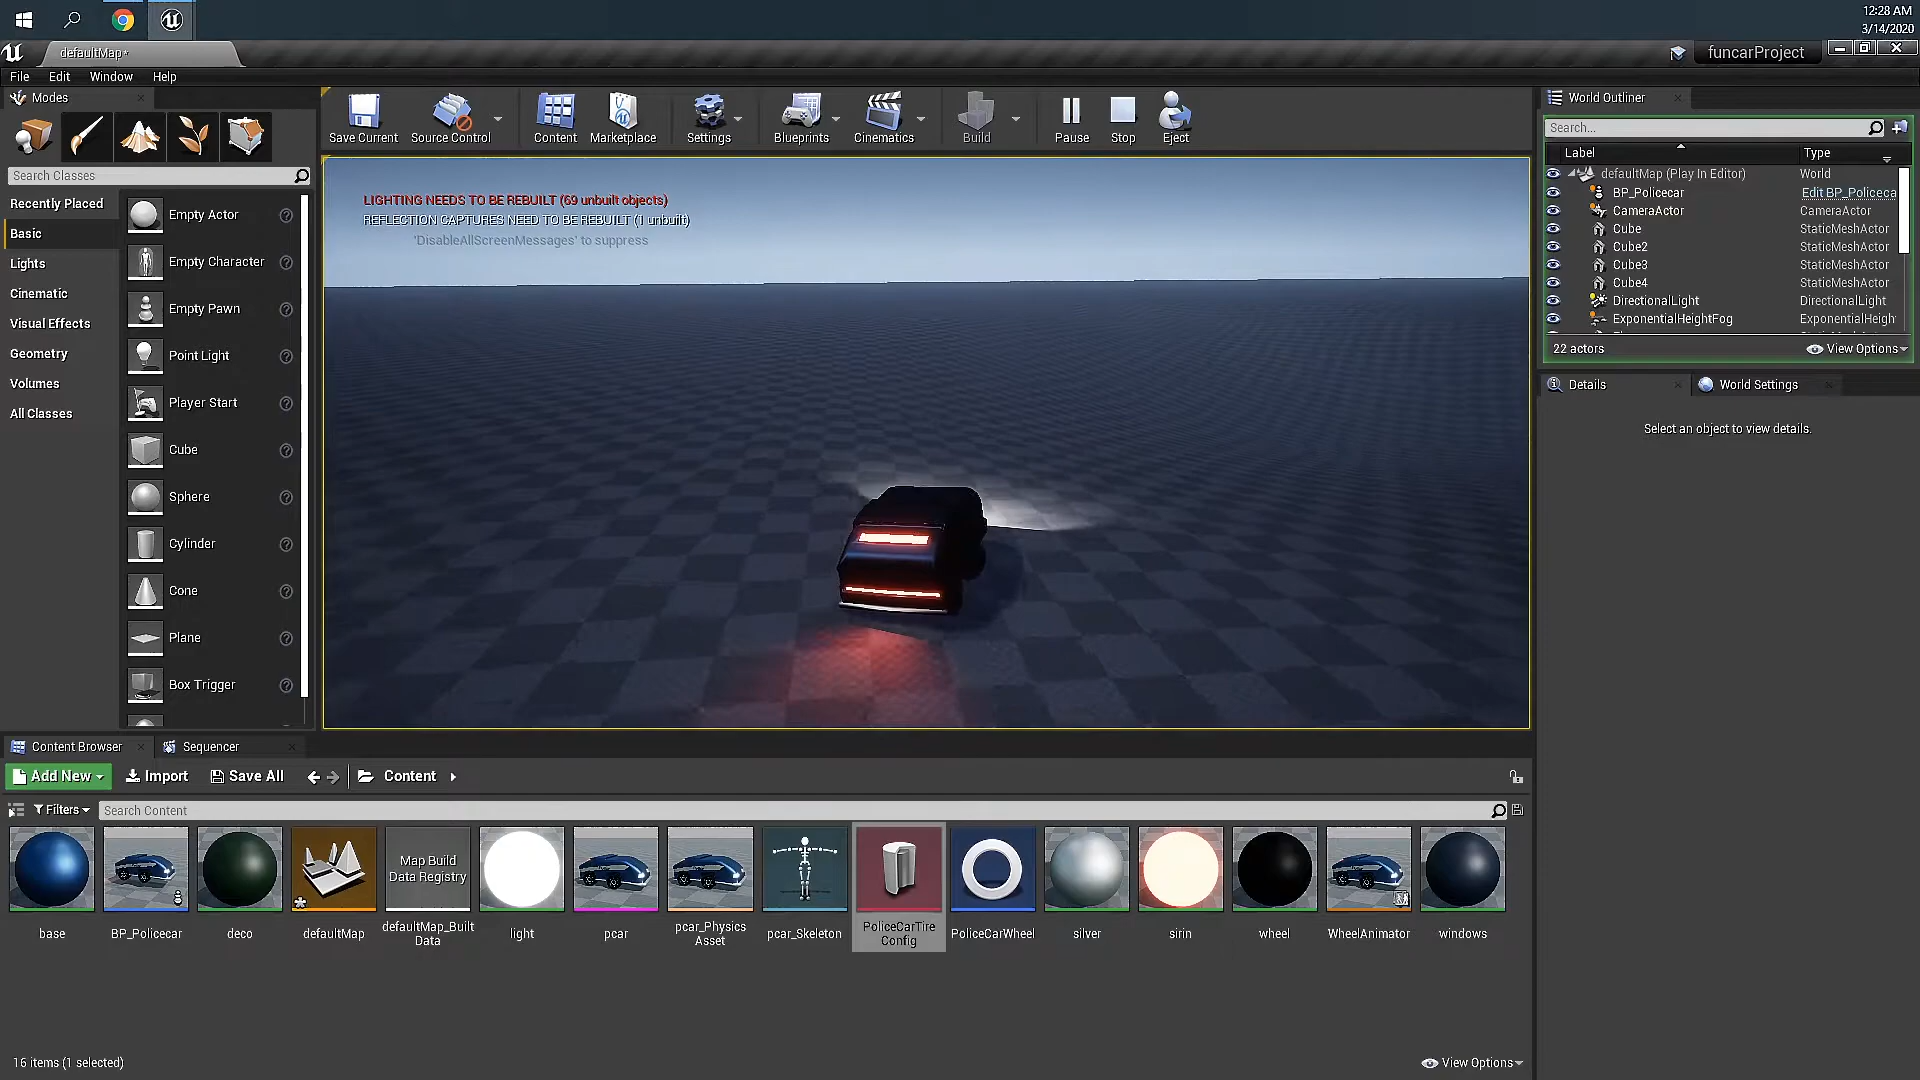 12:28 AM
3/14/2020
defaultMap*
funcarProject
File Edit Window Help
Modes
Save Current
Source Control
Content
Marketplace
Settings
Blueprints
Cinematics
Build
Pause
Stop
Eject
Search Classes
Recently Placed
Basic
Lights
Cinematic
Visual Effects
Geometry
Volumes
All Classes
Empty Actor
Empty Character
Empty Pawn
Point Light
Player Start
Cube
Sphere
Cylinder
Cone
Plane
Box Trigger
LIGHTING NEEDS TO BE REBUILT (69 unbuilt objects)
REFLECTION CAPTURES NEED TO BE REBUILT (1 unbuilt)
'DisableAllScreenMessages' to suppress
World Outliner
Search...
Label Type
defaultMap (Play In Editor) World
BP_Policecar Edit BP_Policeca
CameraActor CameraActor
Cube StaticMeshActor
Cube2 StaticMeshActor
Cube3 StaticMeshActor
Cube4 StaticMeshActor
DirectionalLight DirectionalLight
ExponentialHeightFog ExponentialHeigh
22 actors
View Options
Details
World Settings
Select an object to view details.
Content Browser
Sequencer
Add New
Import
Save All
Content
Filters
Search Content
Map Build
Data Registry
base
BP_Policecar
deco
defaultMap
defaultMap_Built
Data
light
pcar
pcar_Physics
Asset
pcar_Skeleton
PoliceCarTire
Config
PoliceCarWheel
silver
sirin
wheel
WheelAnimator
windows
16 items (1 selected)
View Options